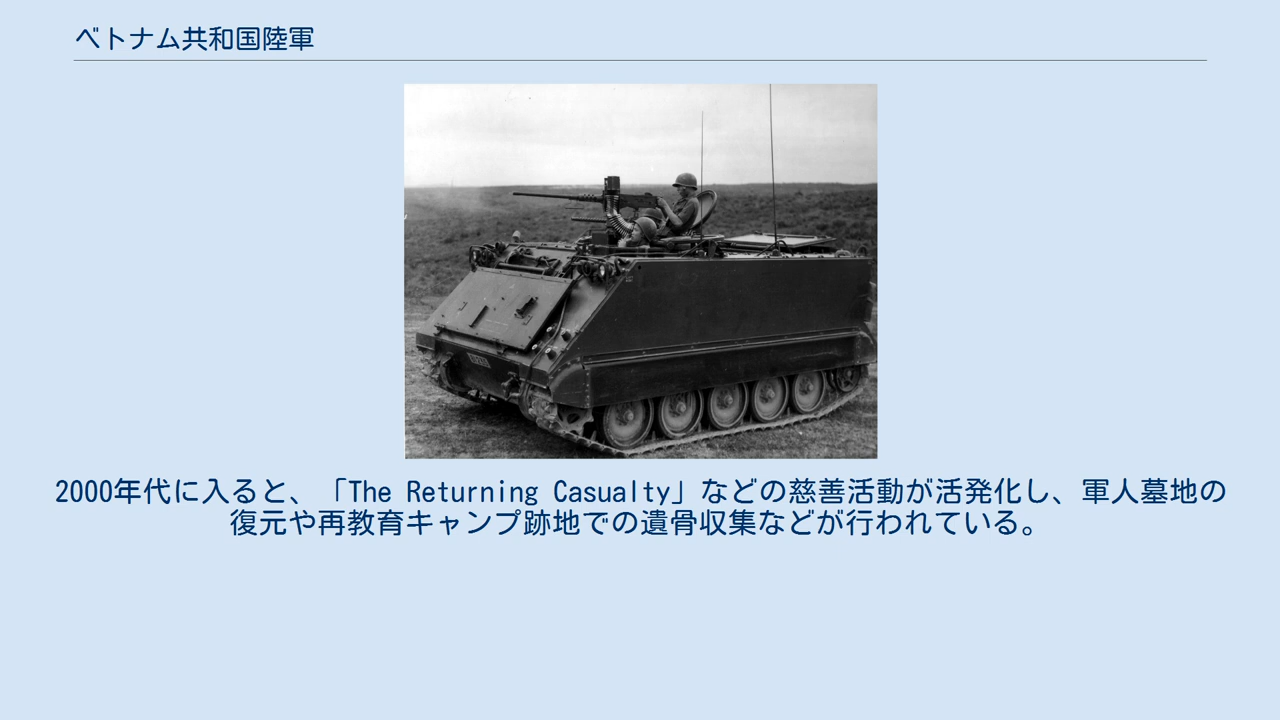 ベトナム共和国陸軍
2000年代に入ると、「The Returning Casualty」などの慈善活動が活発化し、軍人墓地の
復元や再教育キャンプ跡地での遺骨収集などが行われている。